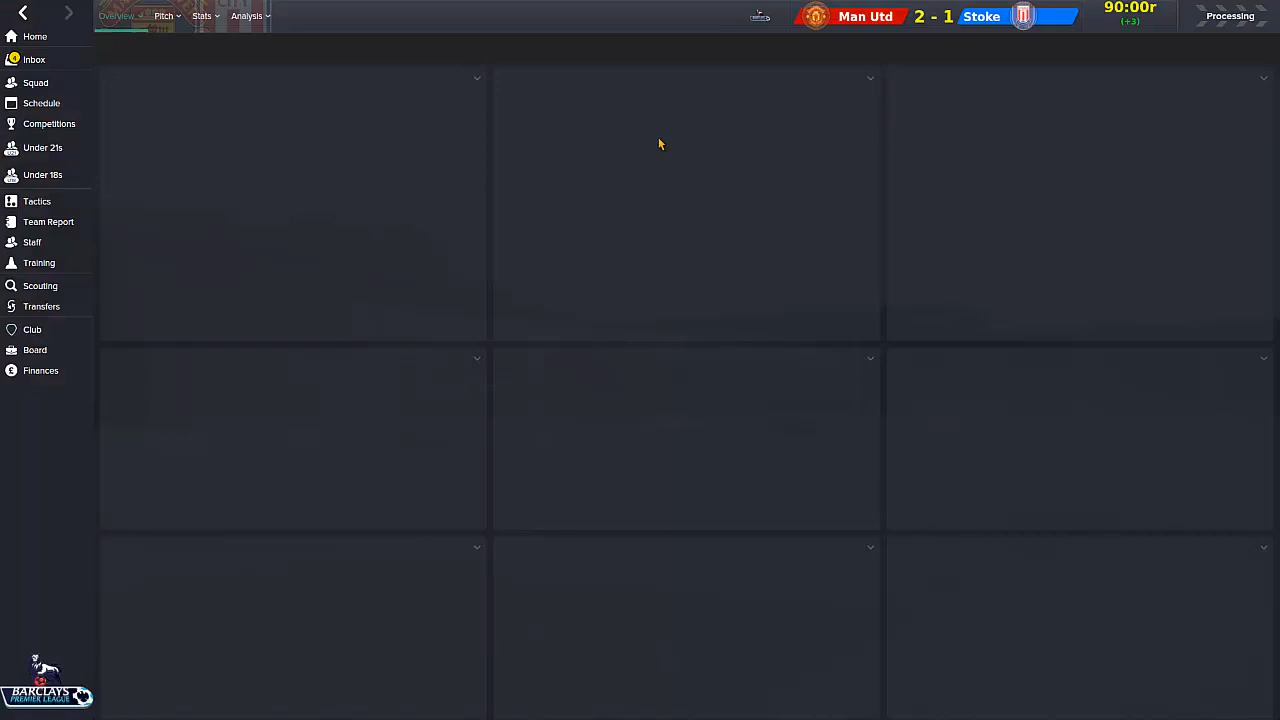 Overview Pitch Stats Analysis Man Utd 2 - 1 Stoke 90:00r Processing
(+3)
Home
Inbox
Squad
Schedule
Competitions
Under 21s
Under 18s
Tactics
Team Report
Staff
Training
Scouting
Transfers
Club
Board
Finances
BARCLAYS
PREMIER LEAGUE